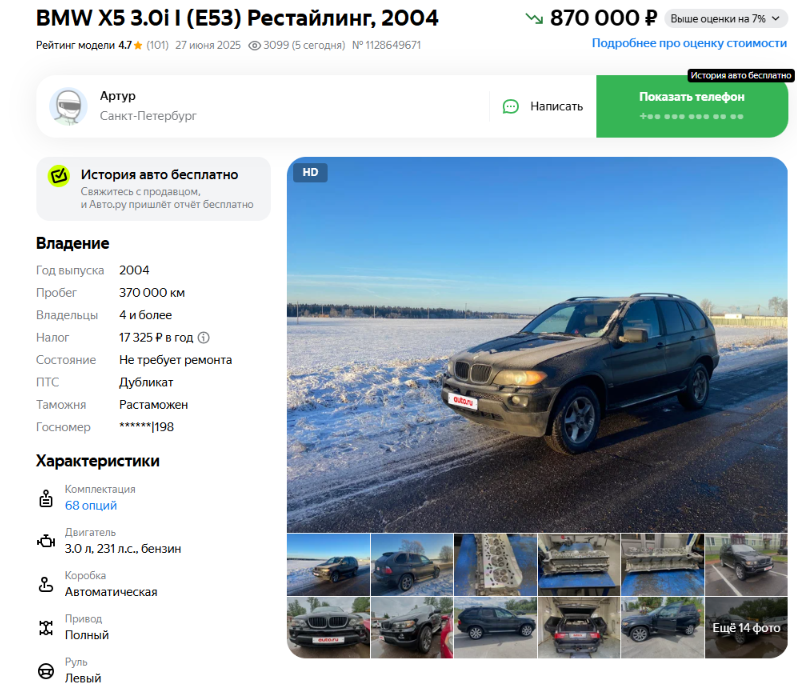 BMW X5 3.0i I (E53) Рестайлинг, 2004
870 000 ₽ Выше оценки на 7%
Рейтинг модели 4.7 (101) 27 июня 2025 3099 (5 сегодня) № 1128649671
Подробнее про оценку стоимости
История авто бесплатно
Артур
Санкт-Петербург
Написать
Показать телефон
История авто бесплатно
Свяжитесь с продавцом,
и Авто.ру пришлёт отчёт бесплатно
HD
Владение
Год выпуска 2004
Пробег 370 000 км
Владельцы 4 и более
Налог 17 325 ₽ в год
Состояние Не требует ремонта
ПТС Дубликат
Таможня Растаможен
Госномер ******|198
Характеристики
Комплектация
68 опций
Двигатель
3.0 л, 231 л.с., бензин
Коробка
Автоматическая
Привод
Полный
Руль
Левый
auto.ru
auto.ru
Ещё 14 фото